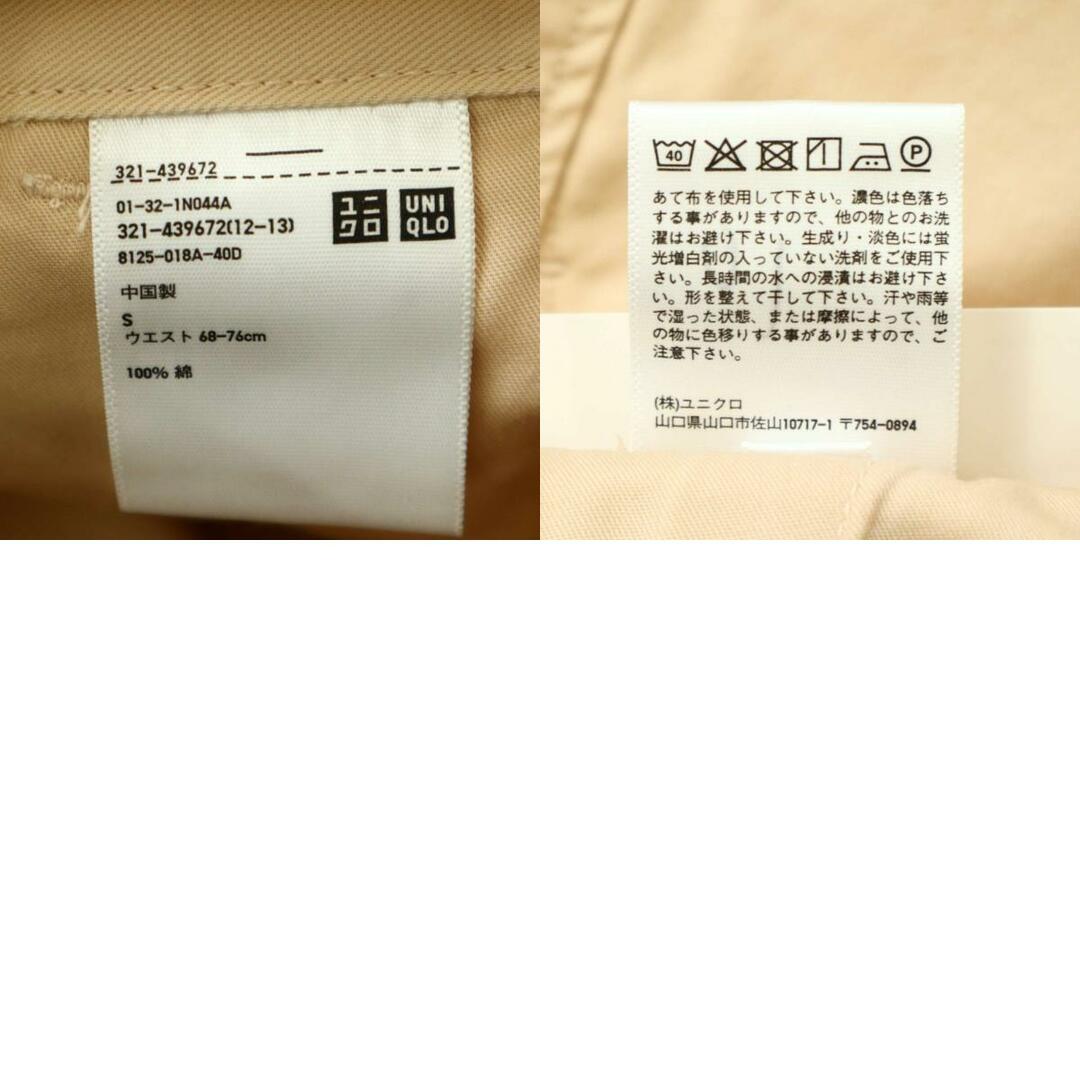 321-439672
01-32-1N044A
321-439672(12-13)
8125-018A-40D
ユニ
クロ
UNI
QLO
中国製
S
ウエスト 68-76cm
100% 綿
40
P
あて布を使用して下さい。濃色は色落ち
する事がありますので、他の物とのお洗
濯はお避け下さい。生成り・淡色には蛍
光増白剤の入っていない洗剤をご使用下
さい。長時間の水への浸漬はお避け下さ
い。形を整えて干して下さい。汗や雨等
で湿った状態、または摩擦によって、他
の物に色移りする事がありますので、ご
注意下さい。
(株)ユニクロ
山口県山口市佐山10717-1 〒754-0894